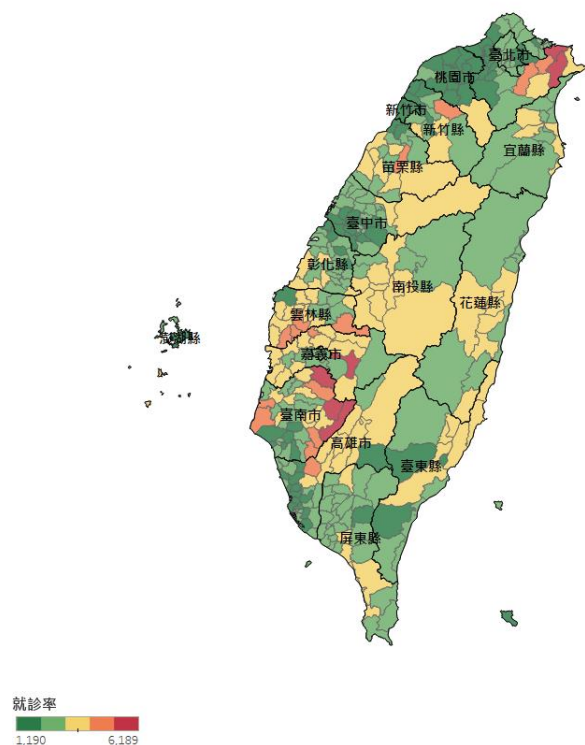 臺北市
桃園市
新竹市
新竹縣
宜蘭縣
苗栗縣
臺中市
彰化縣
南投縣
花蓮縣
雲林縣
澎湖縣
嘉義市
臺南市
高雄市
臺東縣
屏東縣
就診率
1,190 6,189